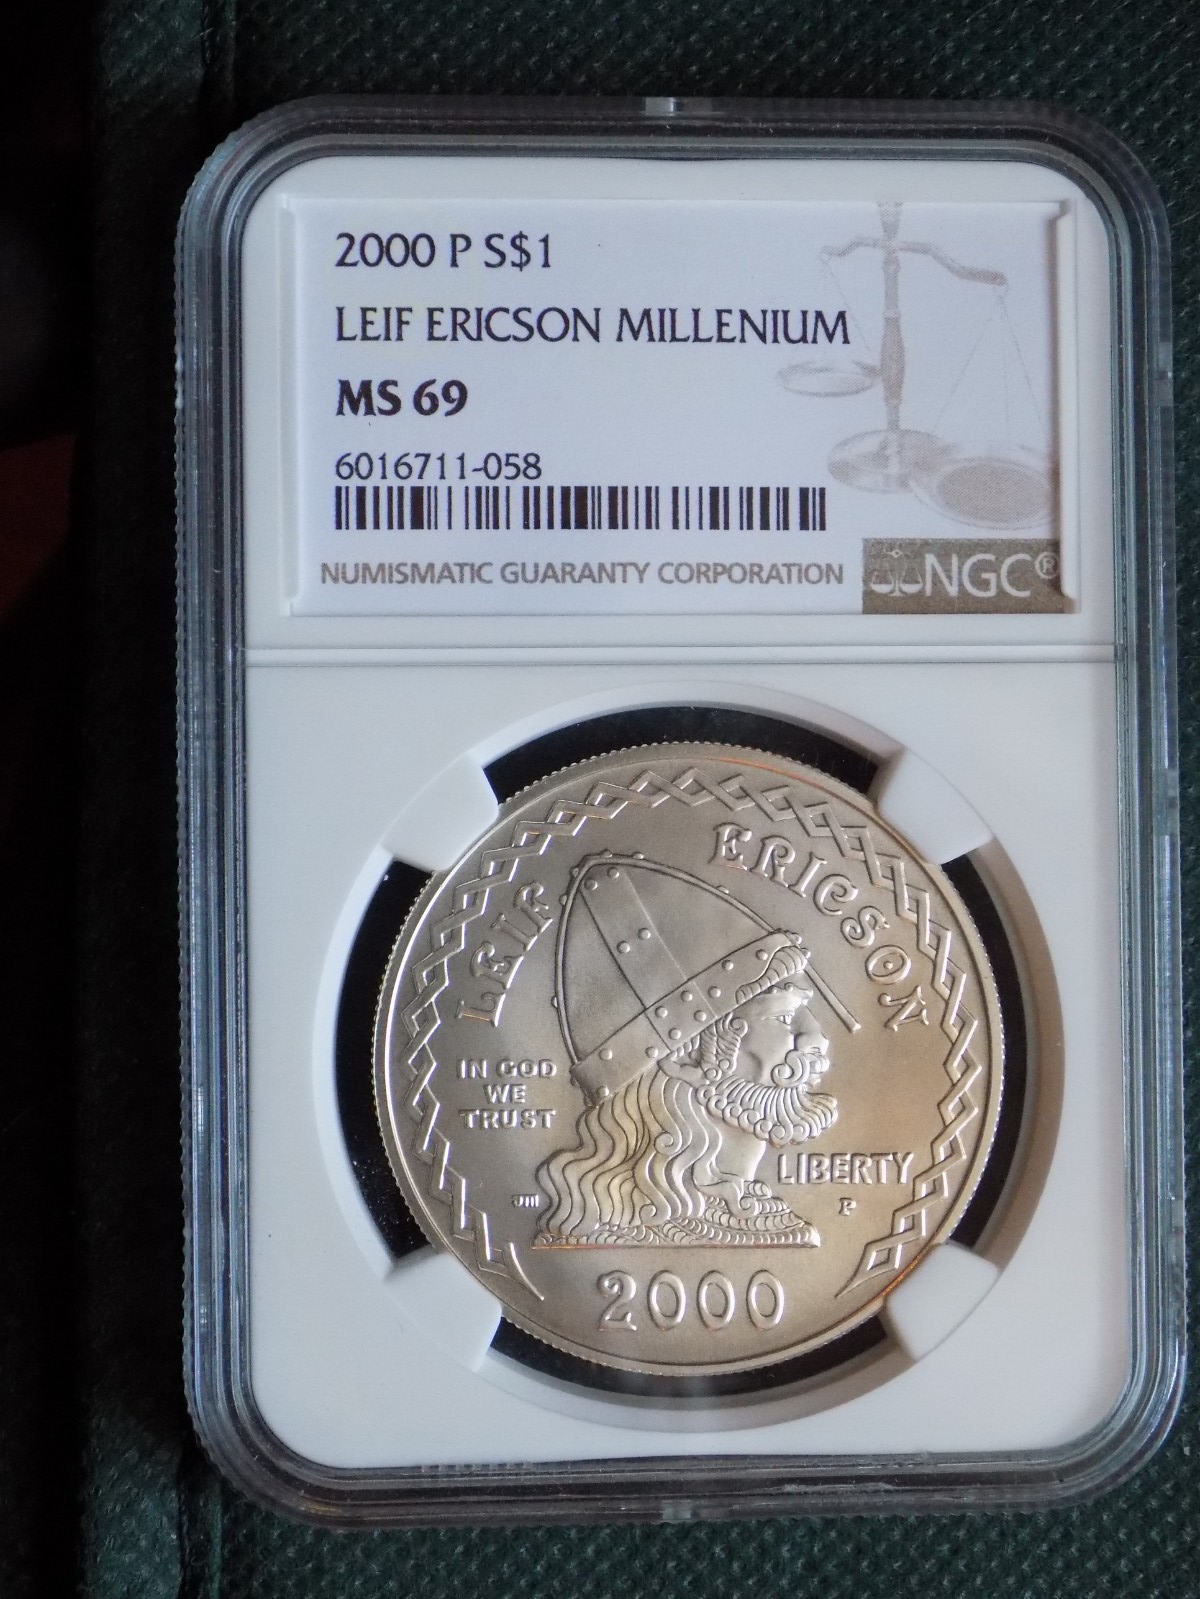 2000 P S$1
LEIF ERICSON MILLENIUM
MS 69
6016711-058
NUMISMATIC GUARANTY CORPORATION
NGC®
LEIF ERICSON
IN GOD
WE
TRUST
LIBERTY
JM
P
2000